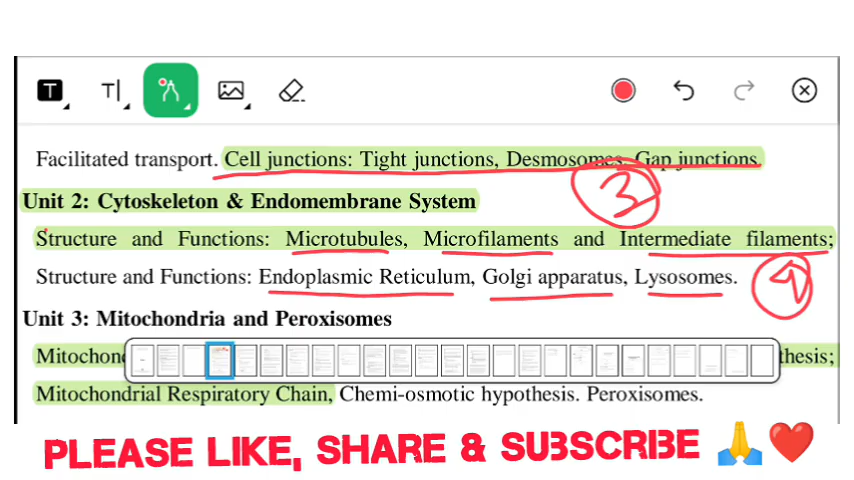 T T|
Facilitated transport. Cell junctions: Tight junctions, Desmosomes, Gap junctions.
3
Unit 2: Cytoskeleton & Endomembrane System
Structure and Functions: Microtubules, Microfilaments and Intermediate filaments;
Structure and Functions: Endoplasmic Reticulum, Golgi apparatus, Lysosomes.
Unit 3: Mitochondria and Peroxisomes
thesis;
Mitochondrial Respiratory Chain, Chemi-osmotic hypothesis. Peroxisomes.
PLEASE LIKE, SHARE & SUBSCRIBE 🙏❤️